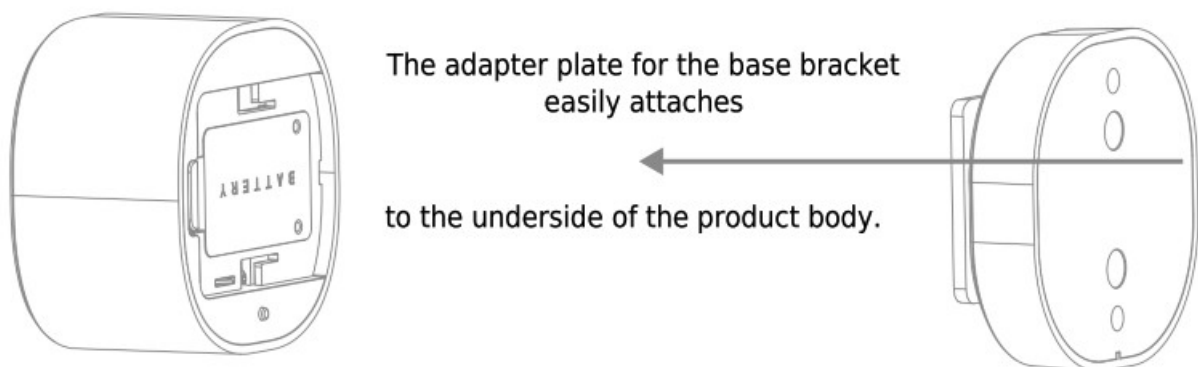 The adapter plate for the base bracket
easily attaches
to the underside of the product body.
BATTERY